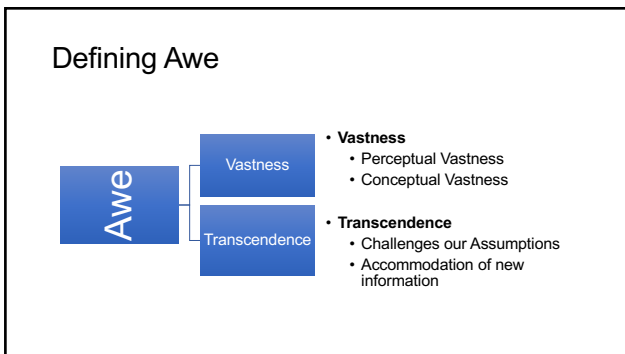 Defining Awe
Awe
Vastness
Transcendence
• Vastness
• Perceptual Vastness
• Conceptual Vastness
• Transcendence
• Challenges our Assumptions
• Accommodation of new
information